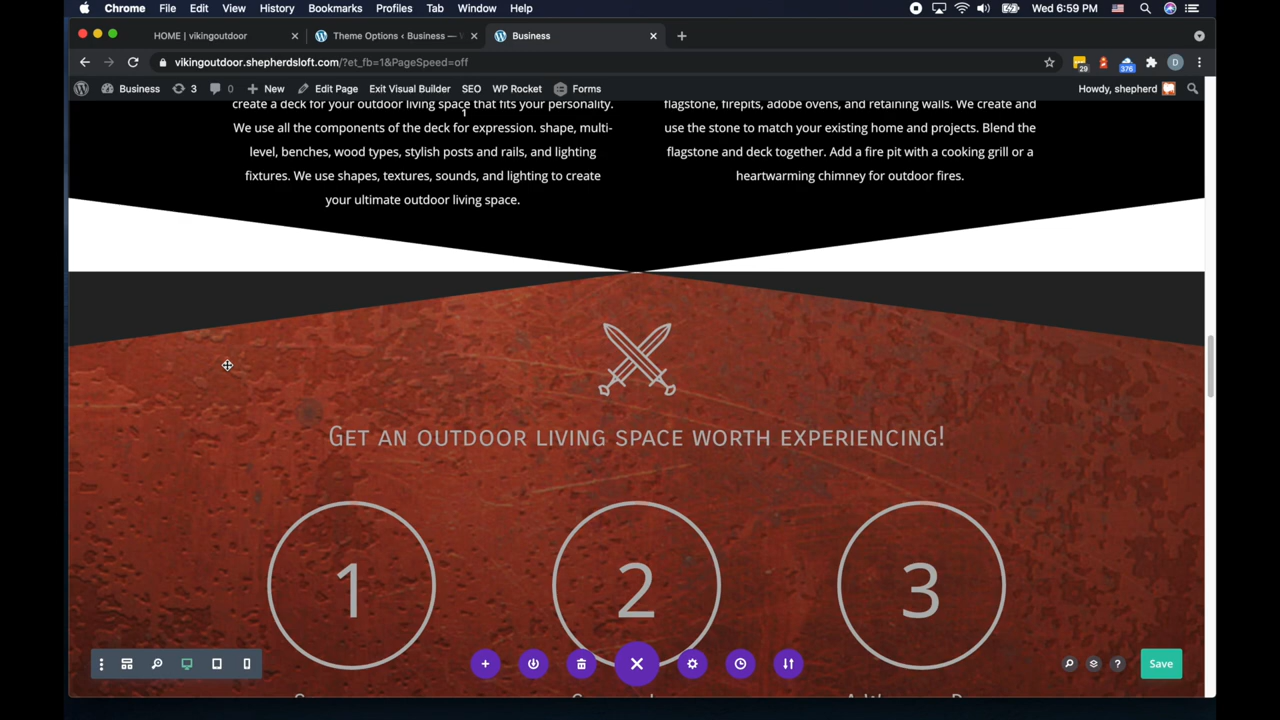 Chrome File Edit View History Bookmarks Profiles Tab Window Help Wed 6:59 PM
HOME | vikingoutdoor Theme Options ‹ Business — W Business
vikingoutdoor.shepherdsloft.com/?et_fb=1&PageSpeed=off 29 376 D
Business 3 0 New Edit Page Exit Visual Builder SEO WP Rocket Forms Howdy, shepherd
create a deck for your outdoor living space that fits your personality.
We use all the components of the deck for expression. shape, multi-
level, benches, wood types, stylish posts and rails, and lighting
fixtures. We use shapes, textures, sounds, and lighting to create
your ultimate outdoor living space.
flagstone, firepits, adobe ovens, and retaining walls. We create and
use the stone to match your existing home and projects. Blend the
flagstone and deck together. Add a fire pit with a cooking grill or a
heartwarming chimney for outdoor fires.
Get an outdoor living space worth experiencing!
1 2 3
Save